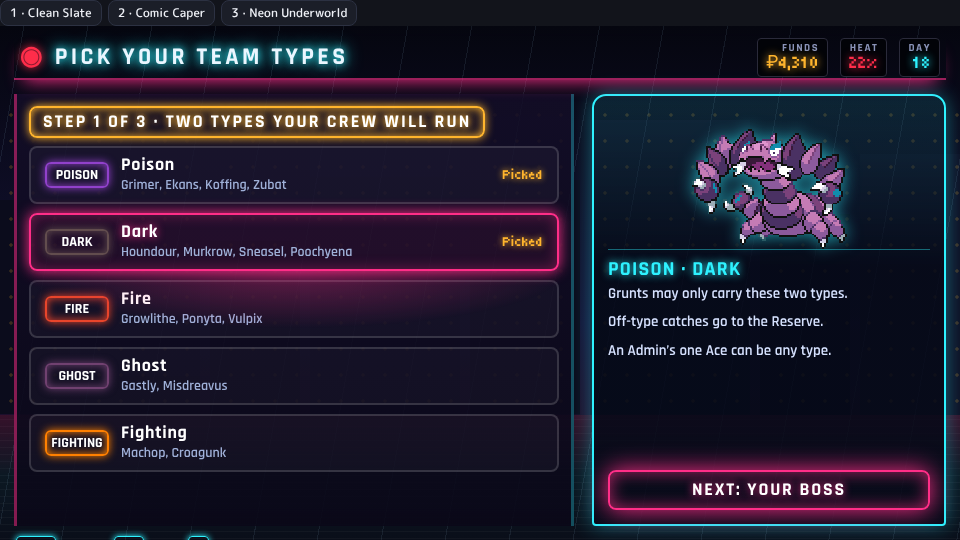 1 · Clean Slate
2 · Comic Caper
3 · Neon Underworld
PICK YOUR TEAM TYPES
FUNDS
₽4,310
HEAT
22%
DAY
18
STEP 1 OF 3 · TWO TYPES YOUR CREW WILL RUN
POISON
Poison
Grimer, Ekans, Koffing, Zubat
Picked
DARK
Dark
Houndour, Murkrow, Sneasel, Poochyena
Picked
FIRE
Fire
Growlithe, Ponyta, Vulpix
GHOST
Ghost
Gastly, Misdreavus
FIGHTING
Fighting
Machop, Croagunk
POISON · DARK
Grunts may only carry these two types.
Off-type catches go to the Reserve.
An Admin's one Ace can be any type.
NEXT: YOUR BOSS